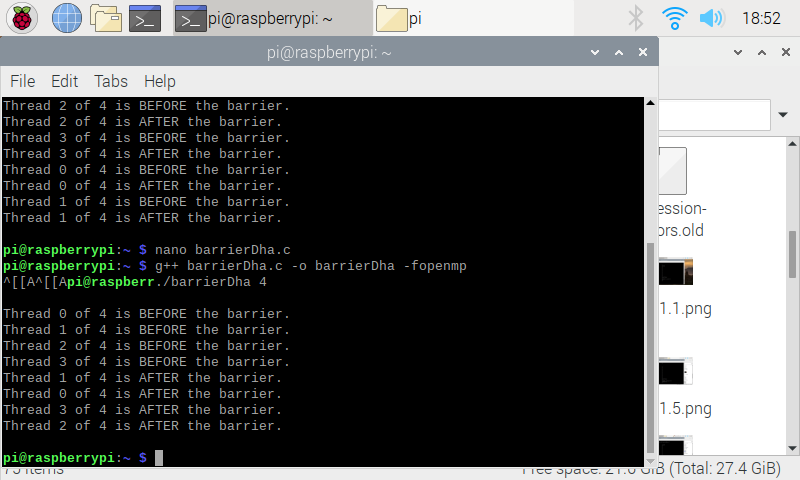 pi@raspberrypi: ~
pi
18:52
pi@raspberrypi: ~
File Edit Tabs Help
Thread 2 of 4 is BEFORE the barrier.
Thread 2 of 4 is AFTER the barrier.
Thread 3 of 4 is BEFORE the barrier.
Thread 3 of 4 is AFTER the barrier.
Thread 0 of 4 is BEFORE the barrier.
Thread 0 of 4 is AFTER the barrier.
Thread 1 of 4 is BEFORE the barrier.
Thread 1 of 4 is AFTER the barrier.
pi@raspberrypi:~ $ nano barrierDha.c
pi@raspberrypi:~ $ g++ barrierDha.c -o barrierDha -fopenmp
^[[A^[[Api@raspberr./barrierDha 4
Thread 0 of 4 is BEFORE the barrier.
Thread 1 of 4 is BEFORE the barrier.
Thread 2 of 4 is BEFORE the barrier.
Thread 3 of 4 is BEFORE the barrier.
Thread 1 of 4 is AFTER the barrier.
Thread 0 of 4 is AFTER the barrier.
Thread 3 of 4 is AFTER the barrier.
Thread 2 of 4 is AFTER the barrier.
pi@raspberrypi:~ $
ession-
ors.old
1.1.png
1.5.png
items
Free space: 21.6 GiB (Total: 27.4 GiB)